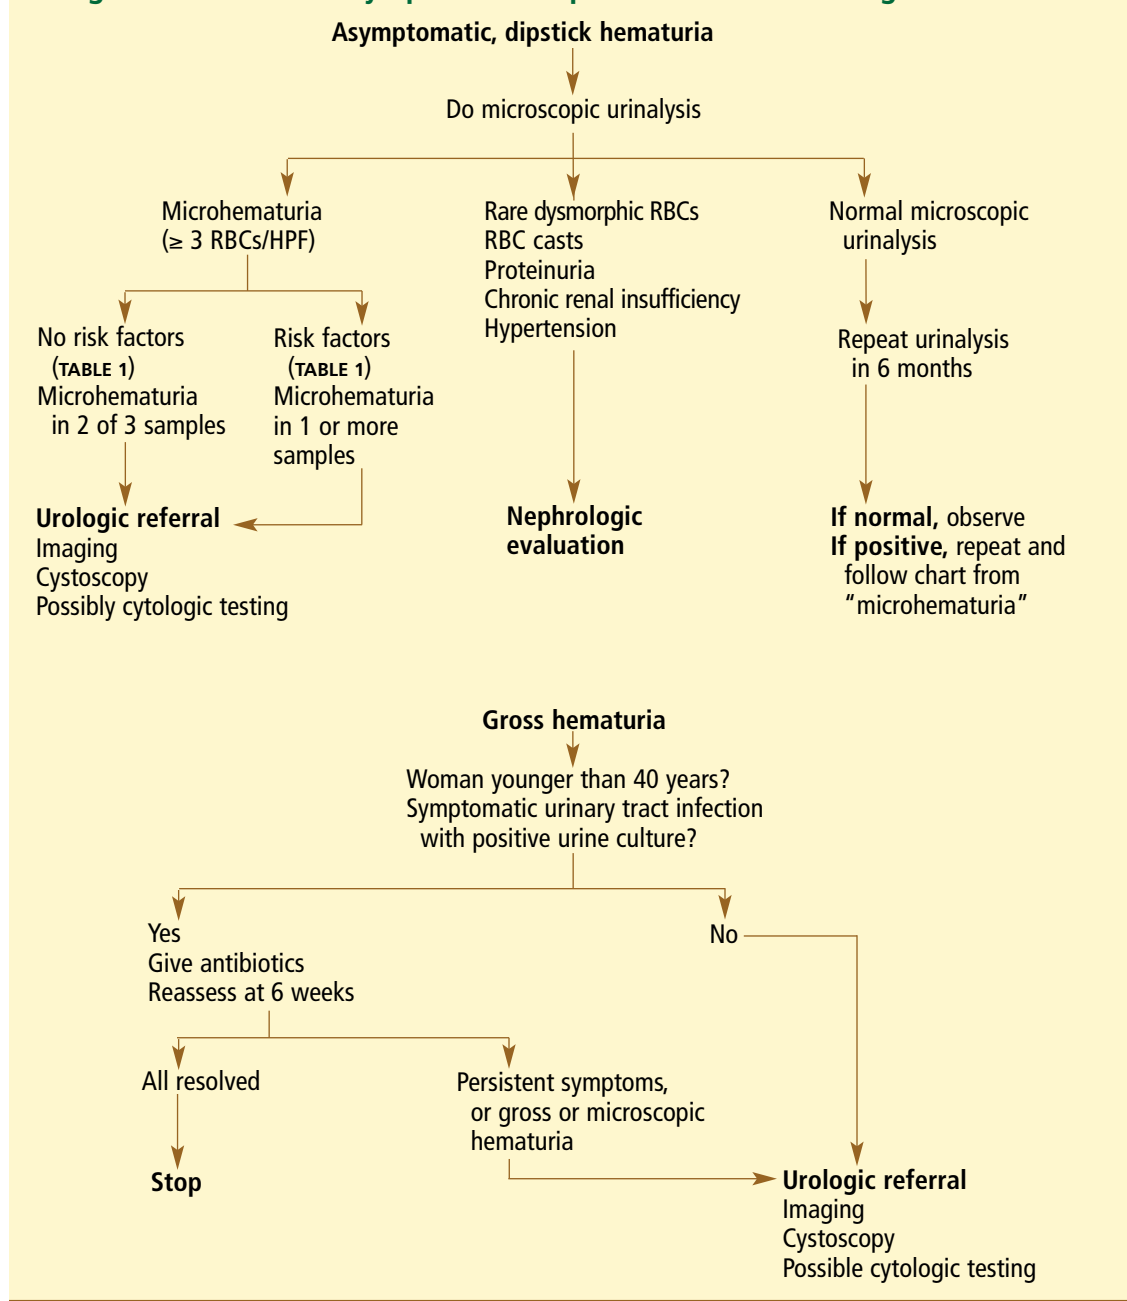 Asymptomatic, dipstick hematuria
Do microscopic urinalysis
Microhematuria
(≥ 3 RBCs/HPF)
No risk factors
(TABLE 1)
Microhematuria
in 2 of 3 samples
Risk factors
(TABLE 1)
Microhematuria
in 1 or more
samples
Urologic referral
Imaging
Cystoscopy
Possibly cytologic testing
Rare dysmorphic RBCs
RBC casts
Proteinuria
Chronic renal insufficiency
Hypertension
Nephrologic
evaluation
Normal microscopic
urinalysis
Repeat urinalysis
in 6 months
If normal, observe
If positive, repeat and
follow chart from
“microhematuria”
Gross hematuria
Woman younger than 40 years?
Symptomatic urinary tract infection
with positive urine culture?
Yes
Give antibiotics
Reassess at 6 weeks
No
All resolved
Stop
Persistent symptoms,
or gross or microscopic
hematuria
Urologic referral
Imaging
Cystoscopy
Possible cytologic testing